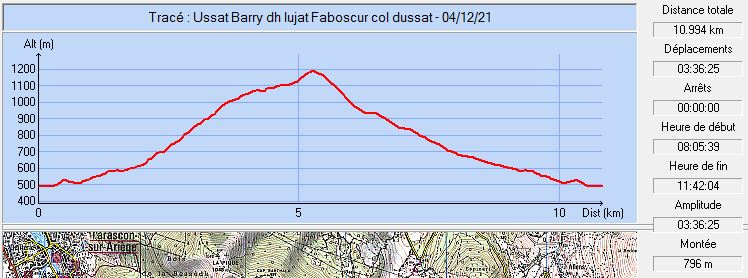 Tracé : Ussat Barry dh lujat Faboscur col dussat - 04/12/21
Alt (m)
1200
1100
1000
900
800
700
600
500
400
0
5
10
Dist (km)
Distance totale
10.994 km
Déplacements
03:36:25
Arrêts
00:00:00
Heure de début
08:05:39
Heure de fin
11:42:04
Amplitude
03:36:25
Montée
796 m
Tarascon-
sur-Ariège